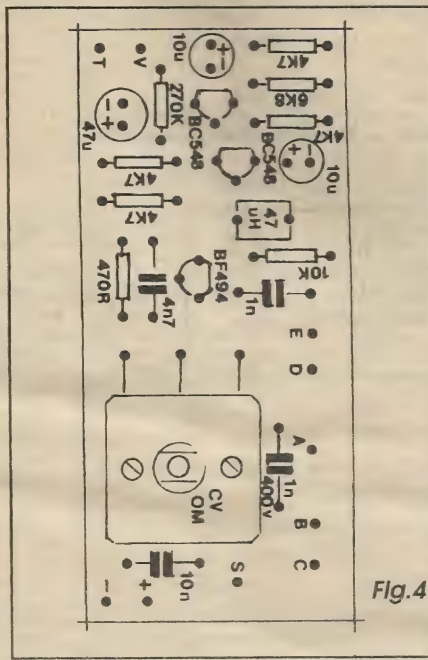 T
V
10u
+
-
4K7
6K8
4K7
270K
BC548
BC548
+
-
47u
+
-
10u
4K7
4K7
47
uH
10K
470R
4n7
BF494
1n
E
D
A
1n
400v
B
C
CV
OM
S
10n
-
+
Fig.4